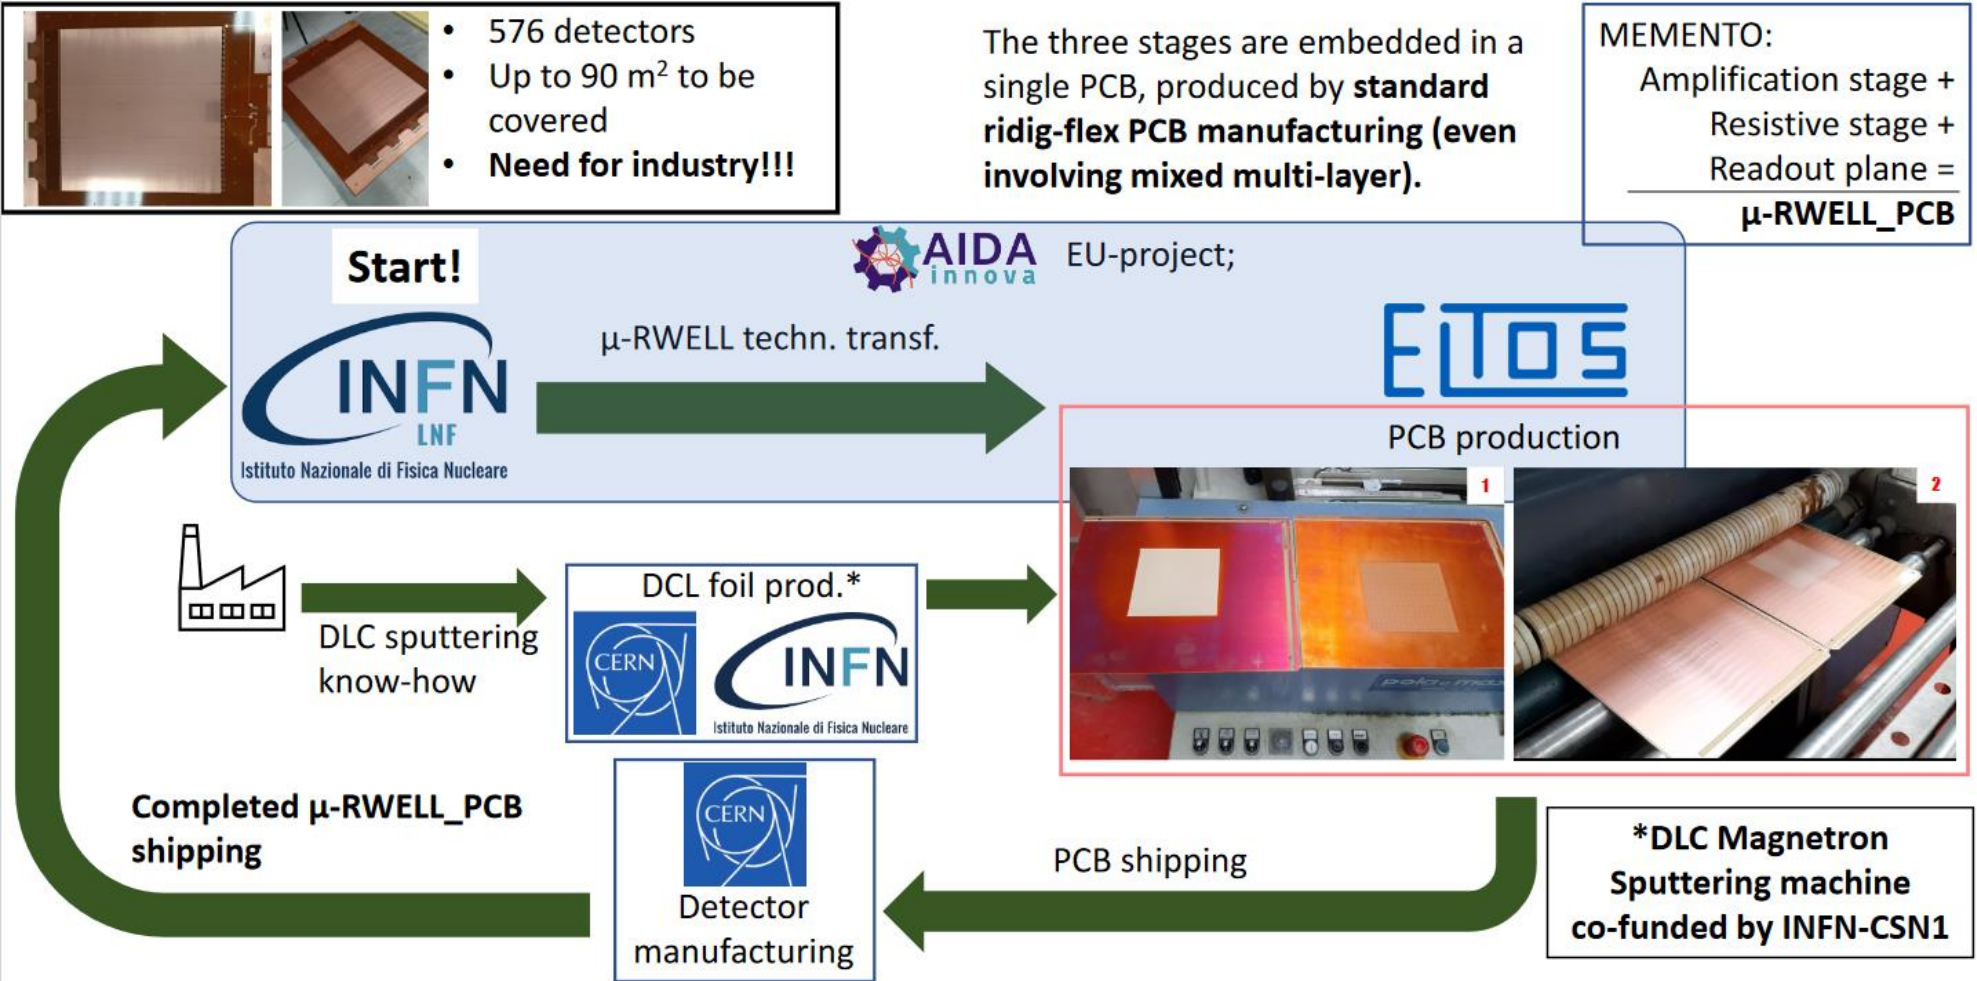 • 576 detectors
• Up to 90 m² to be
covered
• Need for industry!!!
The three stages are embedded in a
single PCB, produced by standard
ridig-flex PCB manufacturing (even
involving mixed multi-layer).
MEMENTO:
Amplification stage +
Resistive stage +
Readout plane =
μ-RWELL_PCB
Start!
AIDA
innova
EU-project;
INFN
LNF
Istituto Nazionale di Fisica Nucleare
μ-RWELL techn. transf.
ELTOS
PCB production
1
2
DLC sputtering
know-how
DCL foil prod.*
CERN
INFN
Istituto Nazionale di Fisica Nucleare
Completed μ-RWELL_PCB
shipping
CERN
Detector
manufacturing
PCB shipping
*DLC Magnetron
Sputtering machine
co-funded by INFN-CSN1